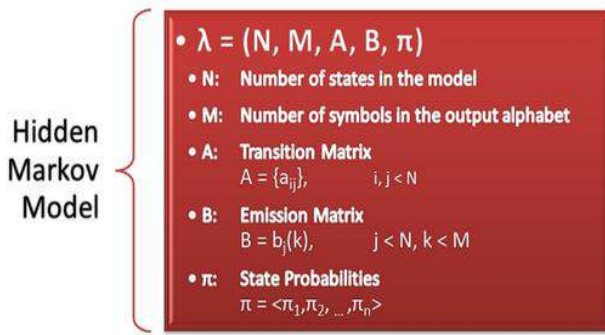 Hidden
Markov
Model
• λ = (N, M, A, B, π)
• N: Number of states in the model
• M: Number of symbols in the output alphabet
• A: Transition Matrix
A = {aᵢⱼ}, i, j < N
• B: Emission Matrix
B = bⱼ(k), j < N, k < M
• π: State Probabilities
π = <π₁,π₂, ... ,πₙ>